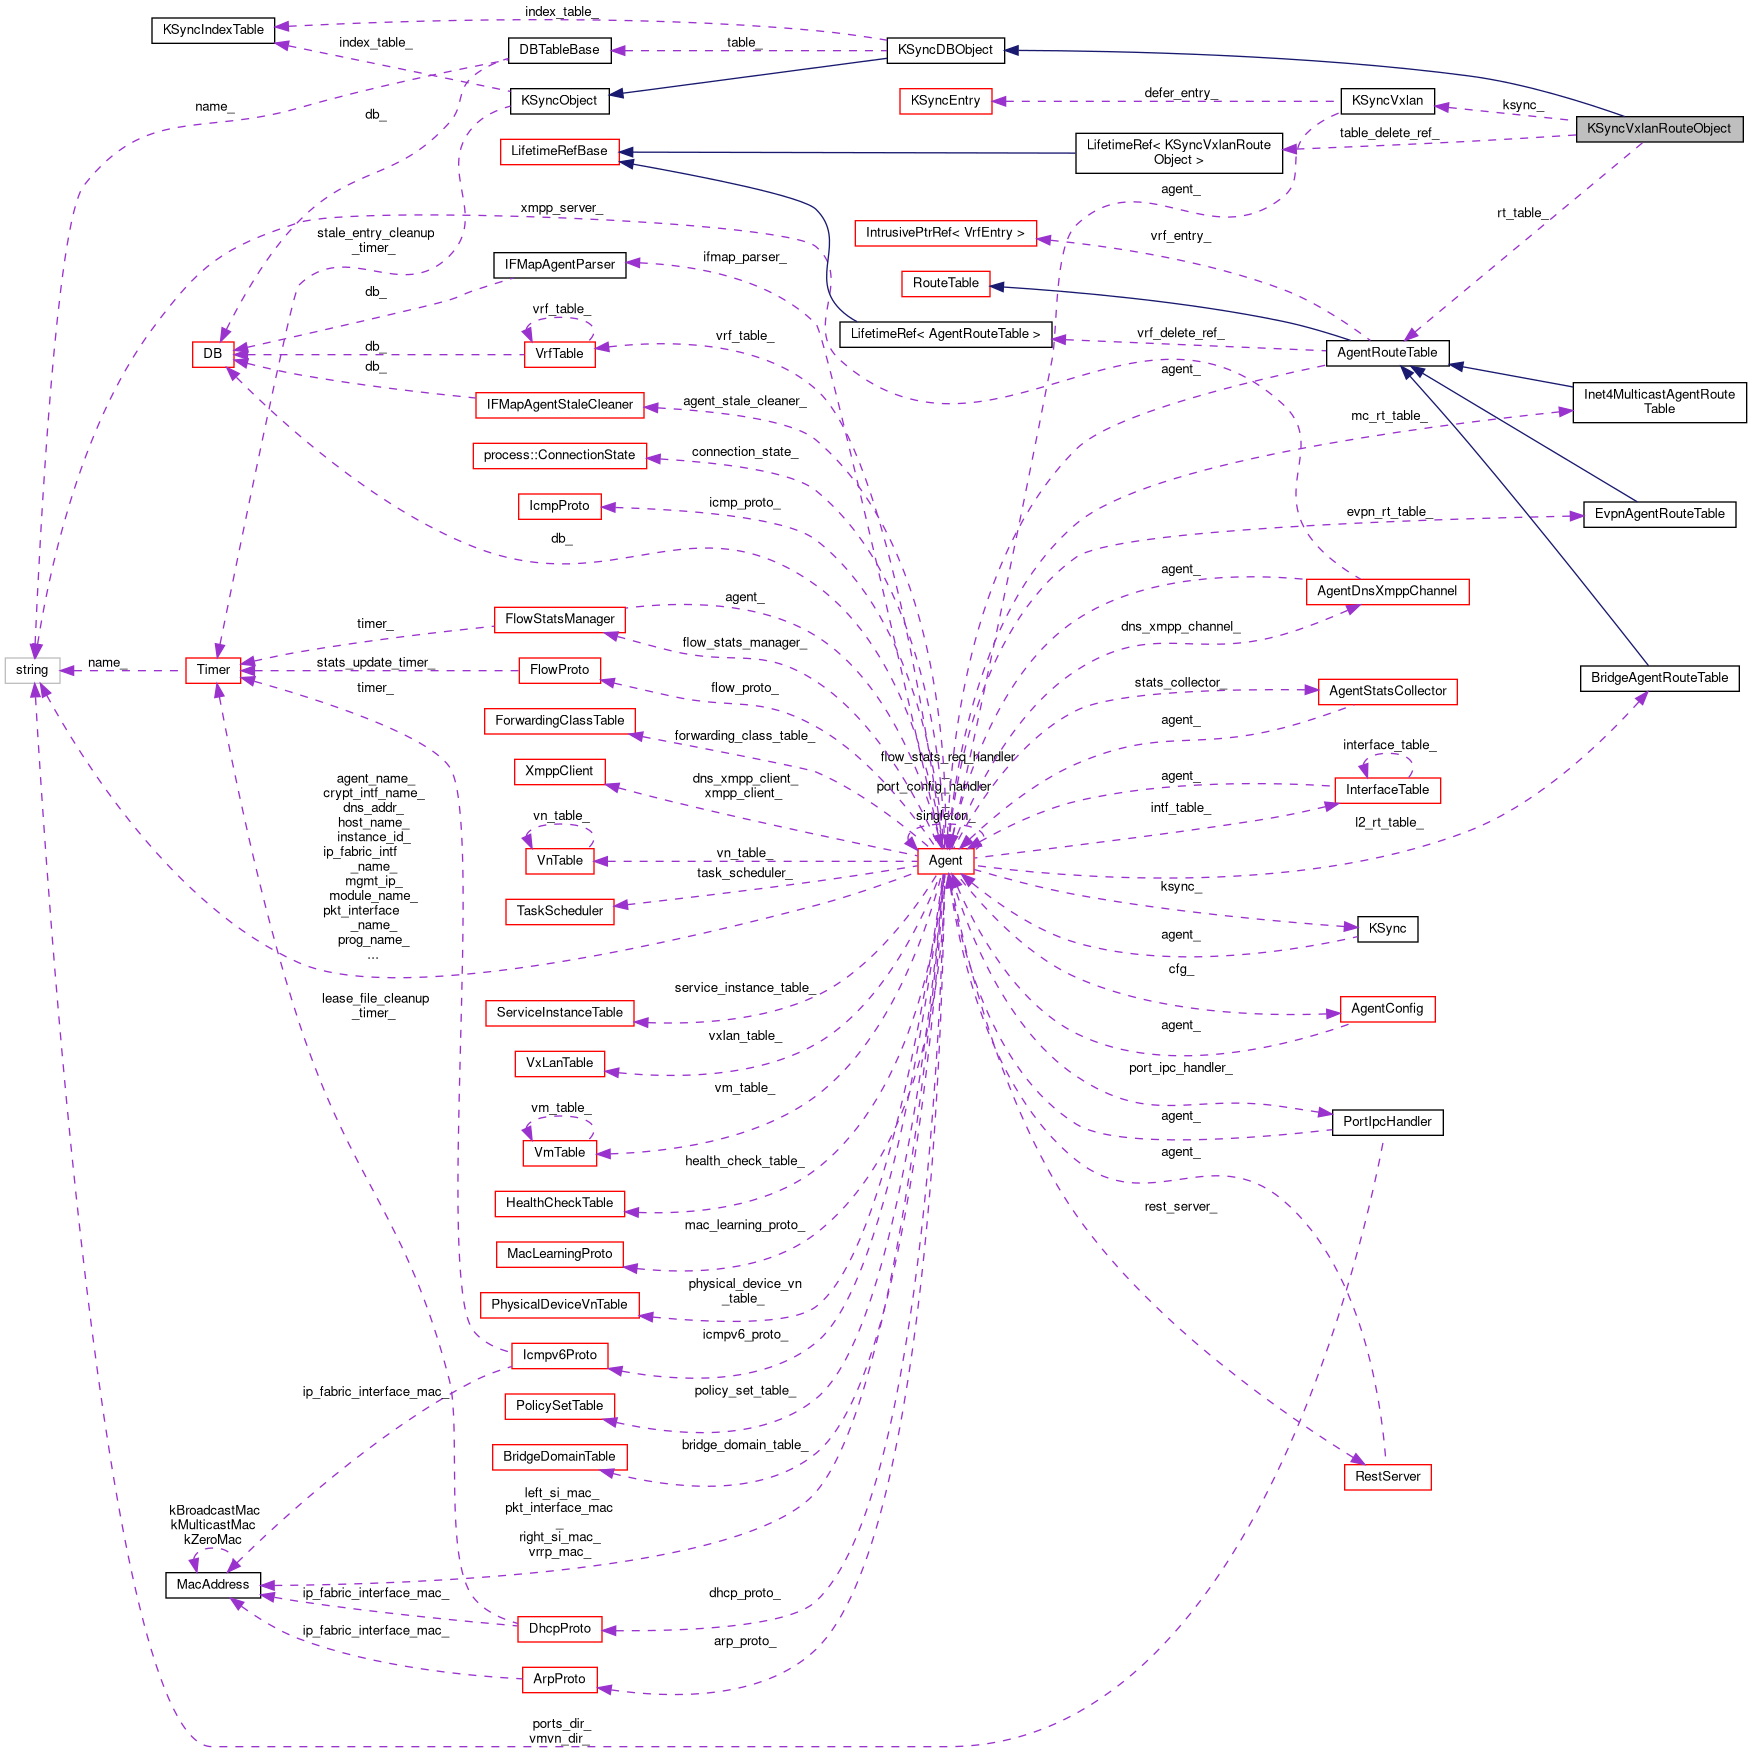 index_table_
KSyncIndexTable
index_table_
DBTableBase
table_
KSyncDBObject
name_
db_
KSyncObject
KSyncEntry
defer_entry_
KSyncVxlan
ksync_
KSyncVxlanRouteObject
table_delete_ref_
LifetimeRefBase
LifetimeRef< KSyncVxlanRoute
Object >
agent_
xmpp_server_
rt_table_
stale_entry_cleanup
_timer_
IntrusivePtrRef< VrfEntry >
vrf_entry_
IFMapAgentParser
ifmap_parser_
RouteTable
db_
vrf_table_
vrf_table_
LifetimeRef< AgentRouteTable >
vrf_delete_ref_
DB
db_
VrfTable
AgentRouteTable
db_
agent_
IFMapAgentStaleCleaner
agent_stale_cleaner_
Inet4MulticastAgentRoute
Table
mc_rt_table_
process::ConnectionState
connection_state_
IcmpProto
icmp_proto_
evpn_rt_table_
EvpnAgentRouteTable
db_
agent_
AgentDnsXmppChannel
agent_
FlowStatsManager
timer_
dns_xmpp_channel_
flow_stats_manager_
string
name_
Timer
stats_update_timer_
FlowProto
timer_
flow_proto_
stats_collector_
AgentStatsCollector
BridgeAgentRouteTable
ForwardingClassTable
forwarding_class_table_
agent_
interface_table_
flow_stats_req_handler
_
port_config_handler
_
singleton_
XmppClient
dns_xmpp_client_
xmpp_client_
agent_
InterfaceTable
intf_table_
l2_rt_table_
agent_name_
crypt_intf_name_
dns_addr_
host_name_
instance_id_
ip_fabric_intf
_name_
mgmt_ip_
module_name_
pkt_interface
_name_
prog_name_
...
vn_table_
VnTable
vn_table_
Agent
task_scheduler_
TaskScheduler
ksync_
KSync
agent_
cfg_
service_instance_table_
ServiceInstanceTable
lease_file_cleanup
_timer_
AgentConfig
agent_
vxlan_table_
VxLanTable
port_ipc_handler_
vm_table_
vm_table_
VmTable
agent_
PortIpcHandler
agent_
health_check_table_
HealthCheckTable
rest_server_
mac_learning_proto_
MacLearningProto
physical_device_vn
_table_
PhysicalDeviceVnTable
icmpv6_proto_
Icmpv6Proto
ip_fabric_interface_mac_
policy_set_table_
PolicySetTable
bridge_domain_table_
BridgeDomainTable
RestServer
left_si_mac_
pkt_interface_mac
_
right_si_mac_
vrrp_mac_
kBroadcastMac
kMulticastMac
kZeroMac
MacAddress
ip_fabric_interface_mac_
dhcp_proto_
DhcpProto
ip_fabric_interface_mac_
arp_proto_
ArpProto
ports_dir_
vmvn_dir_